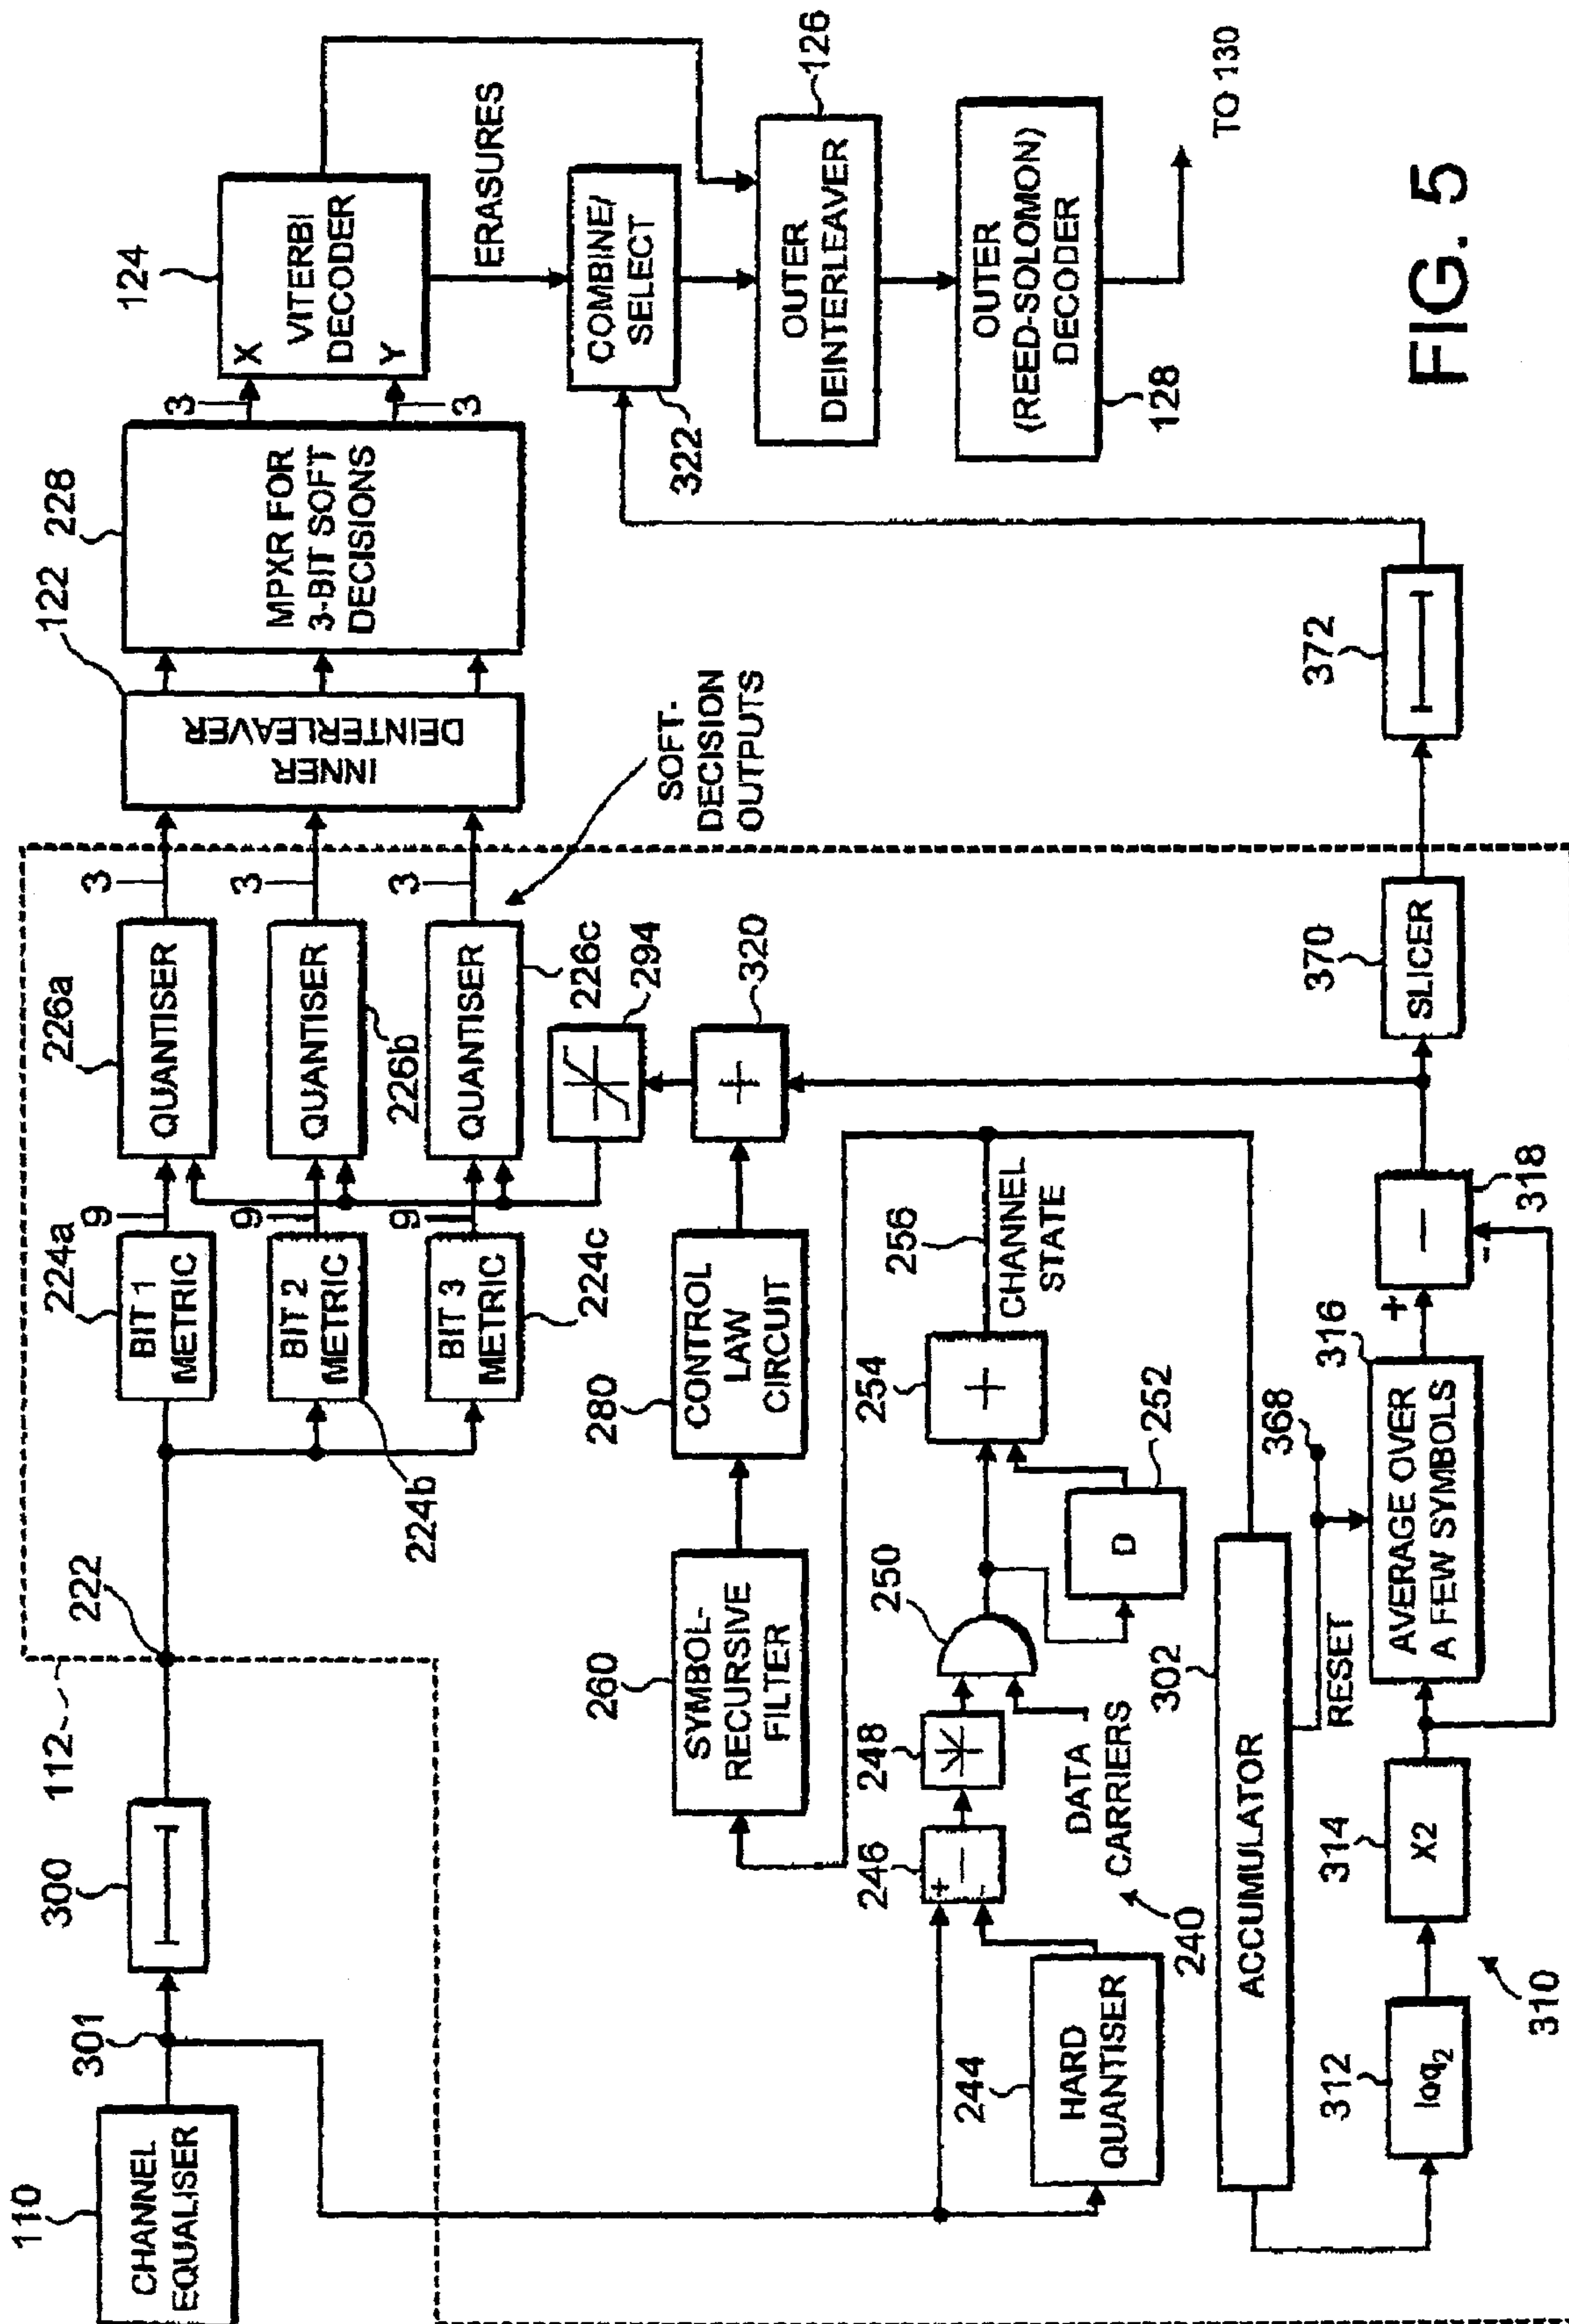 110
CHANNEL
EQUALISER
301
300
112
222
224a
BIT 1
METRIC
9
226a
QUANTISER
3
224b
BIT 2
METRIC
9
226b
QUANTISER
3
224c
BIT 3
METRIC
9
226c
QUANTISER
3
SOFT-
DECISION
OUTPUTS
122
INNER
DEINTERLEAVER
228
MPXR FOR
3-BIT SOFT
DECISIONS
3
3
124
X
Y
VITERBI
DECODER
ERASURES
322
COMBINE/
SELECT
126
OUTER
DEINTERLEAVER
128
OUTER
(REED-SOLOMON)
DECODER
TO 130
294
320
+
280
CONTROL
LAW
CIRCUIT
260
SYMBOL-
RECURSIVE
FILTER
244
HARD
QUANTISER
246
+
−
-
248
DATA
CARRIERS
240
250
252
D
254
+
256
CHANNEL
STATE
302
ACCUMULATOR
368
RESET
310
312
log2
314
X2
316
AVERAGE OVER
A FEW SYMBOLS
318
+
−
-
370
SLICER
372
FIG. 5